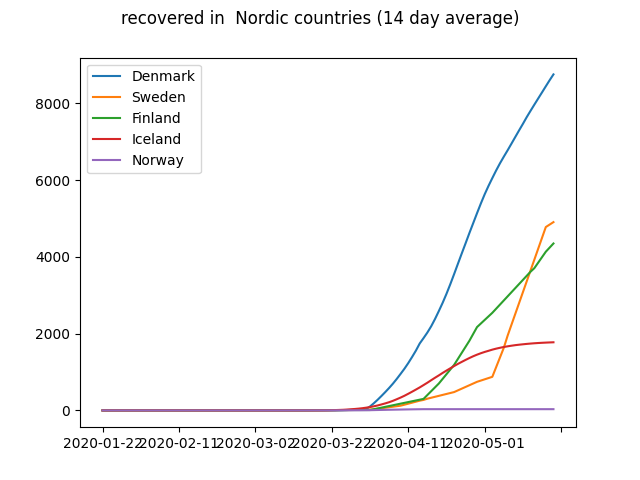 recovered in  Nordic countries (14 day average)
Denmark
Sweden
Finland
Iceland
Norway
8000
6000
4000
2000
0
2020-01-22 2020-02-11 2020-03-02 2020-03-22 2020-04-11 2020-05-01